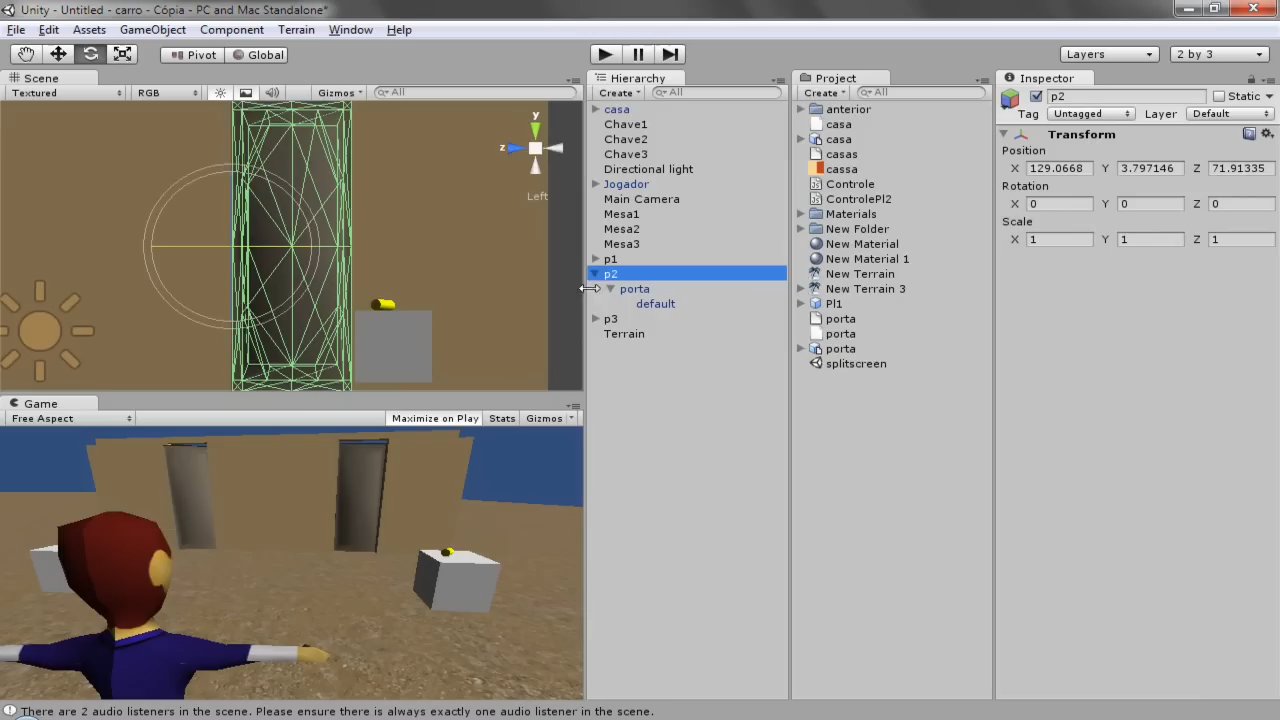 Unity - Untitled - carro - Cópia - PC and Mac Standalone*
File Edit Assets GameObject Component Terrain Window Help
Pivot Global Layers 2 by 3
Scene
Textured RGB Gizmos All
y
z
Left
Game
Free Aspect Maximize on Play Stats Gizmos
Hierarchy
Create All
casa
Chave1
Chave2
Chave3
Directional light
Jogador
Main Camera
Mesa1
Mesa2
Mesa3
p1
p2
porta
default
p3
Terrain
Project
Create All
anterior
casa
casa
casas
cassa
Controle
ControlePl2
Materials
New Folder
New Material
New Material 1
New Terrain
New Terrain 3
Pl1
porta
porta
porta
splitscreen
Inspector
p2 Static
Tag Untagged Layer Default
Transform
Position
X 129.0668 Y 3.797146 Z 71.91335
Rotation
X 0 Y 0 Z 0
Scale
X 1 Y 1 Z 1
There are 2 audio listeners in the scene. Please ensure there is always exactly one audio listener in the scene.